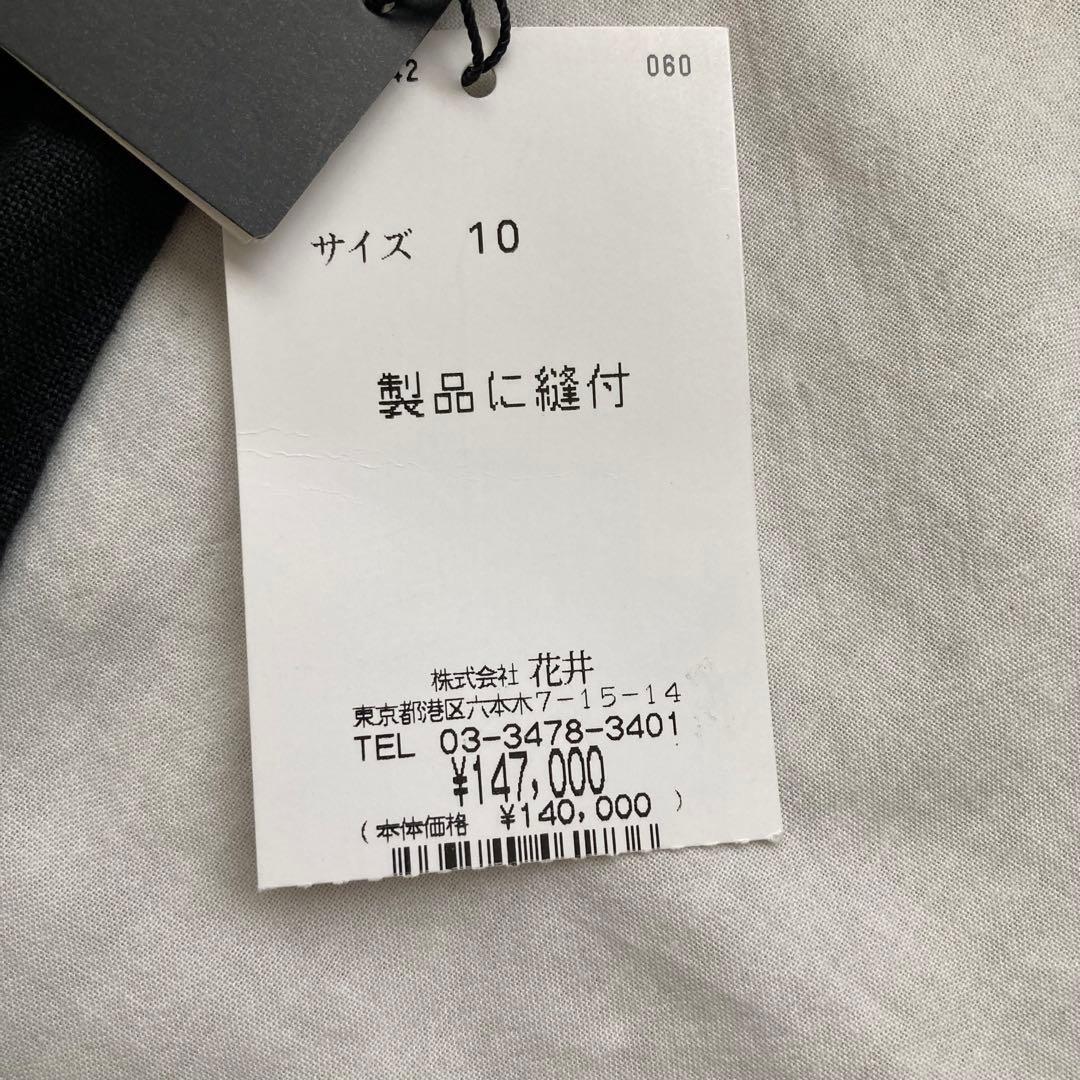 42 060
サイズ 10
製品に縫付
株式会社 花井
東京都港区六本木7-15-14
TEL 03-3478-3401
¥147,000
(本体価格 ¥140,000 )